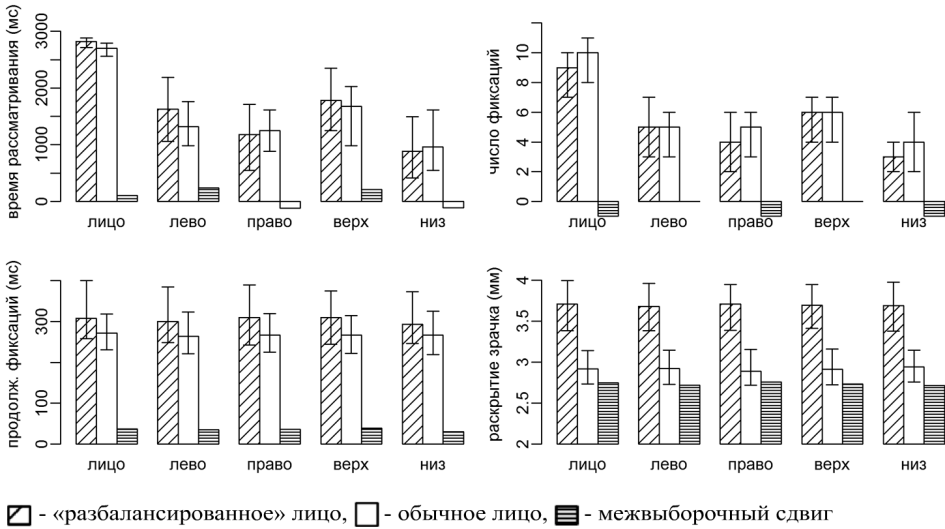 время рассматривания (мс)
3000
2000
1000
0
лицо лево право верх низ
число фиксаций
10
8
6
4
2
0
лицо лево право верх низ
продолж. фиксаций (мс)
300
100
0
лицо лево право верх низ
раскрытие зрачка (мм)
4
3.5
3
2.5
2
лицо лево право верх низ
- «разбалансированное» лицо, - обычное лицо, - межвыборочный сдвиг